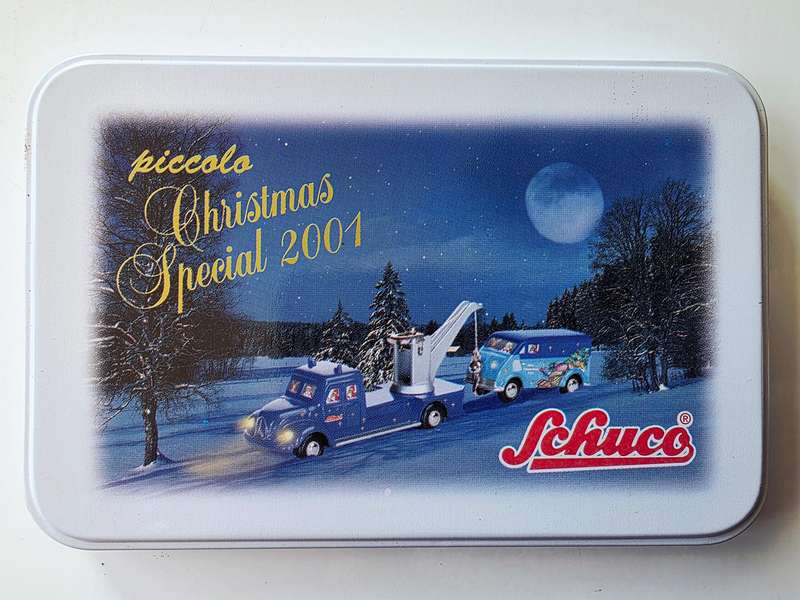 piccolo
Christmas
Special 2001
Schuco®